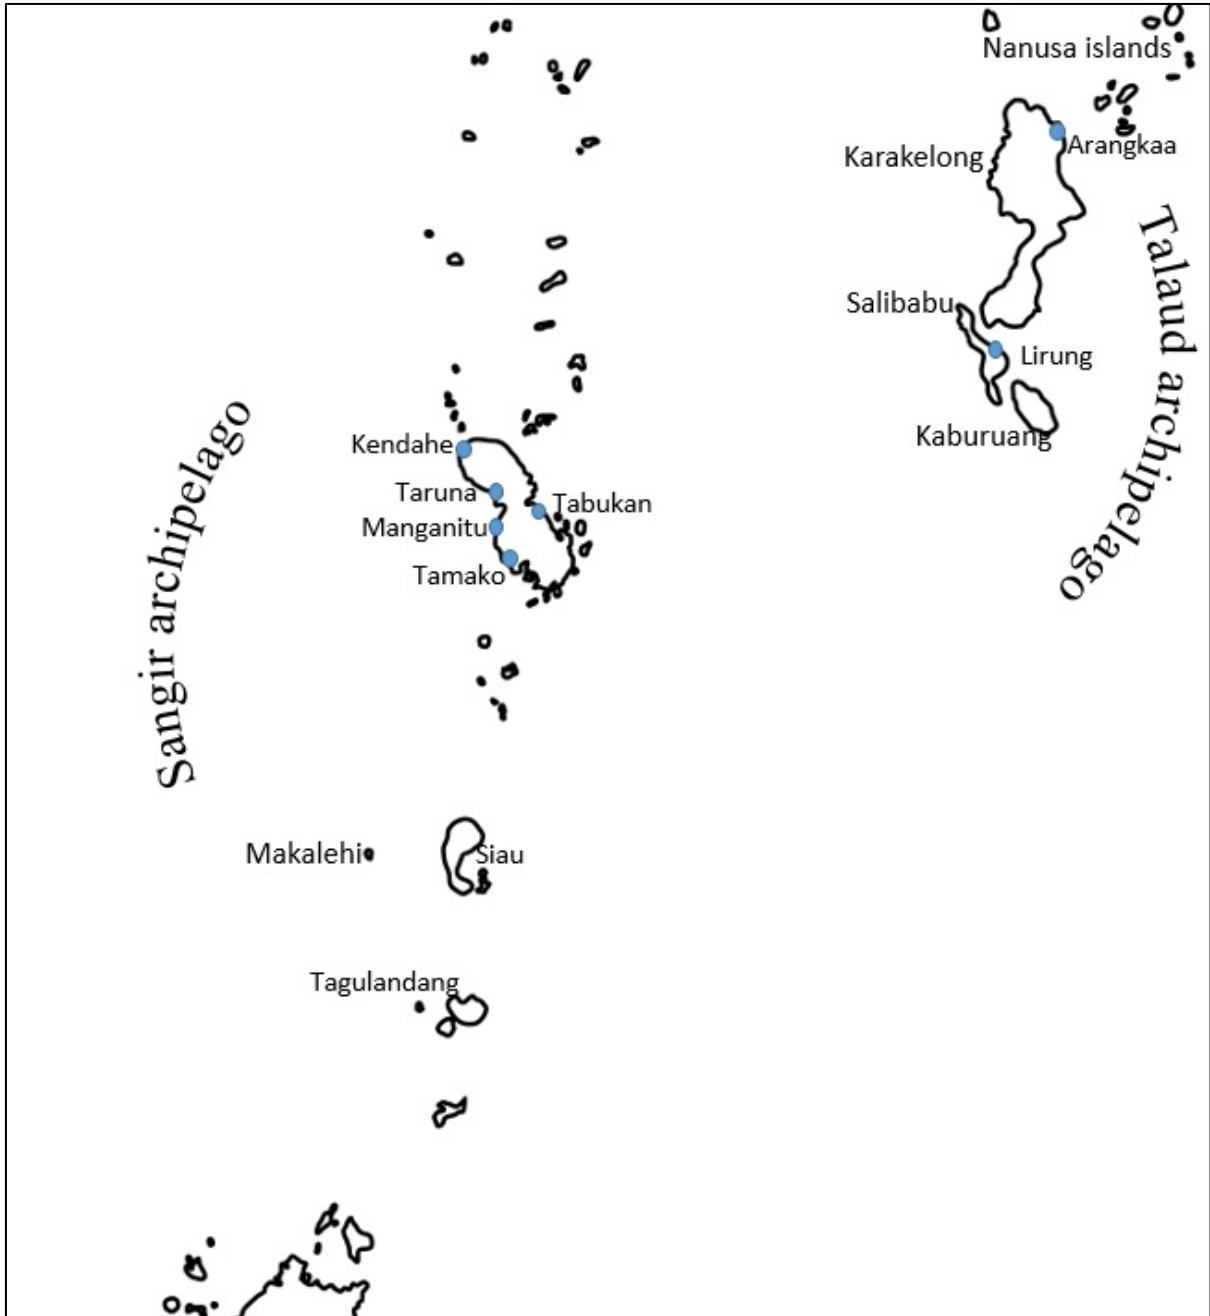 Nanusa islands
Arangkaa
Karakelong
Talaud archipelago
Salibabu
Lirung
Kaburuang
Sangir archipelago
Kendahe
Taruna
Tabukan
Manganitu
Tamako
Makalehi
Siau
Tagulandang